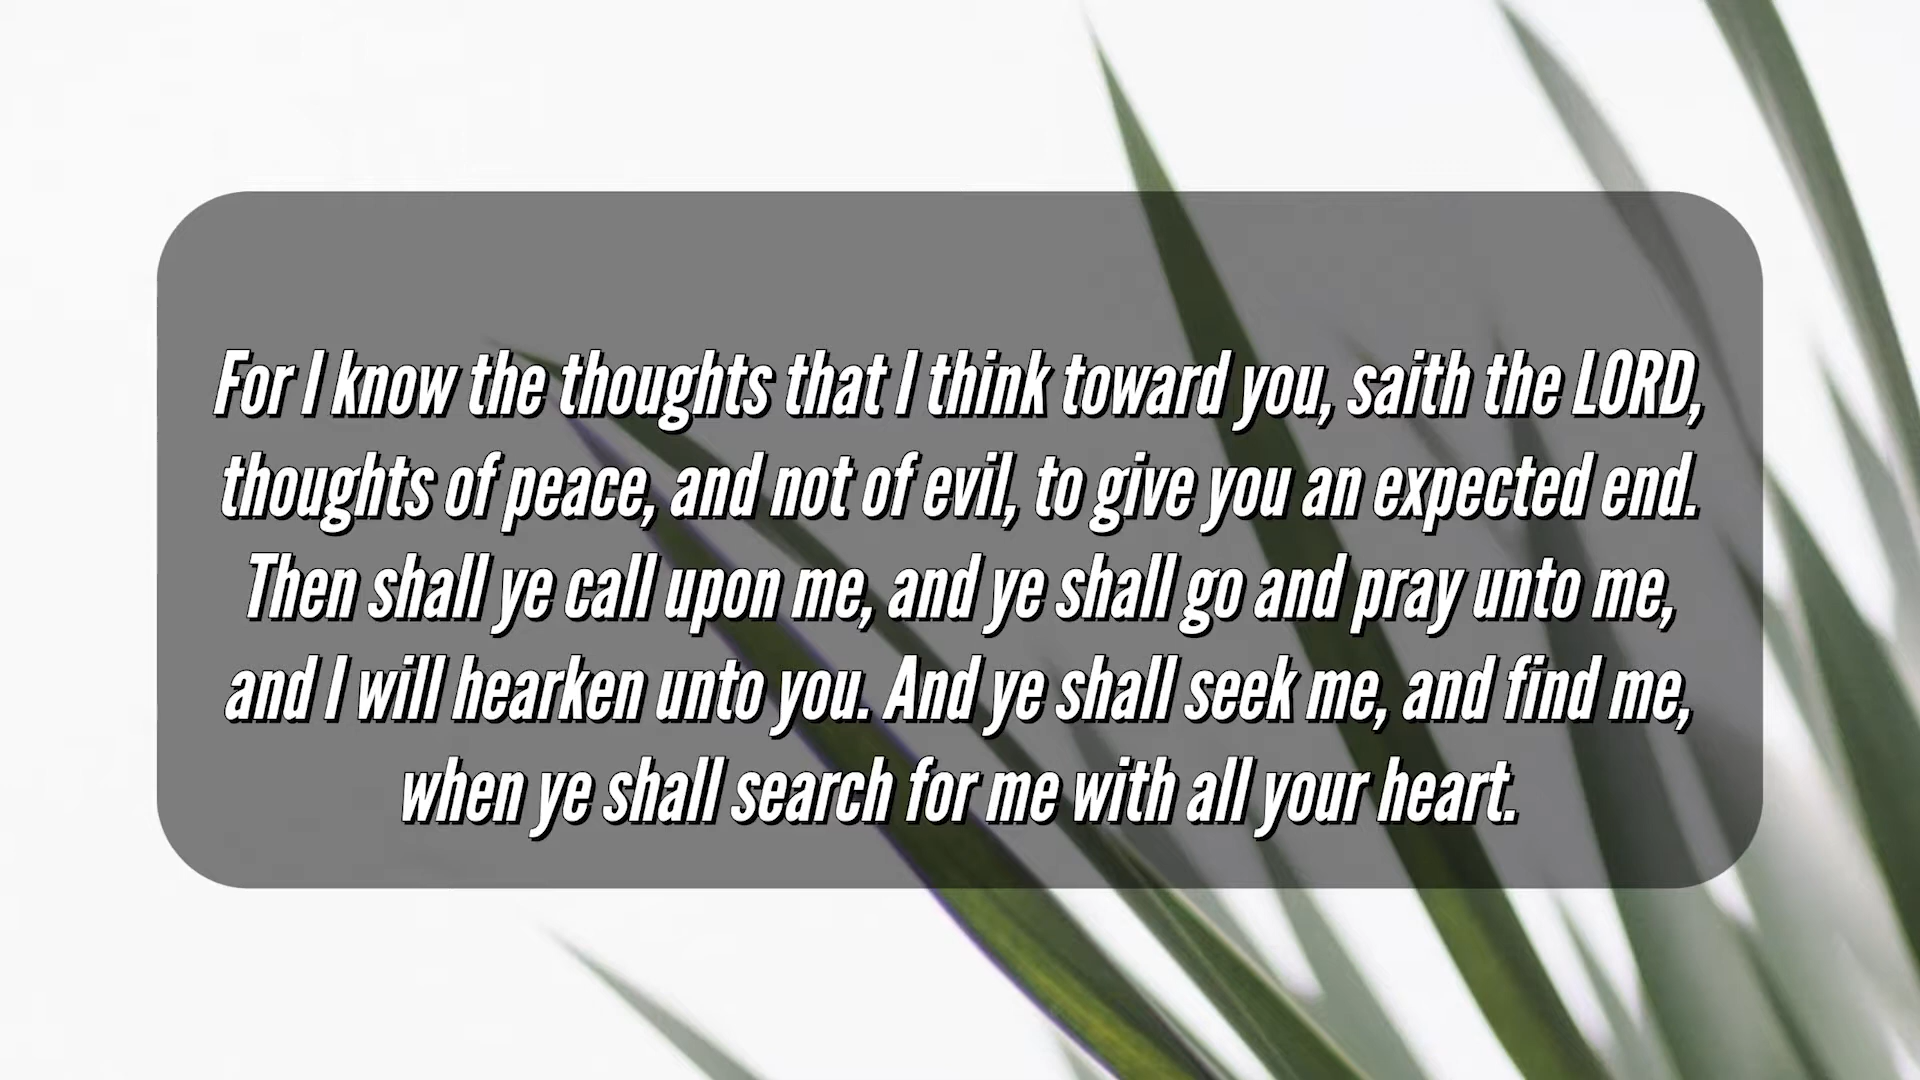 For I know the thoughts that I think toward you, saith the LORD,
thoughts of peace, and not of evil, to give you an expected end.
Then shall ye call upon me, and ye shall go and pray unto me,
and I will hearken unto you. And ye shall seek me, and find me,
when ye shall search for me with all your heart.